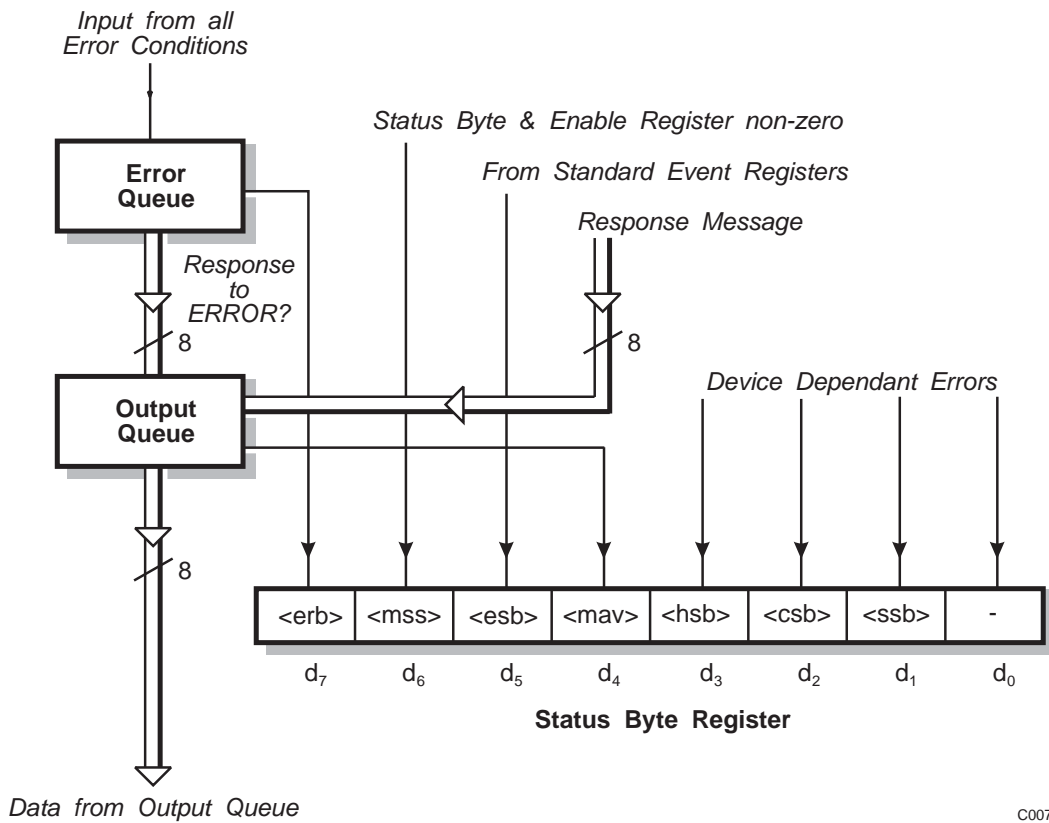 Input from all
Error Conditions
Status Byte & Enable Register non-zero
From Standard Event Registers
Response Message
Error
Queue
Response
to
ERROR?
8
8
Device Dependant Errors
Output
Queue
8
<erb> <mss> <esb> <mav> <hsb> <csb> <ssb> -
d7 d6 d5 d4 d3 d2 d1 d0
Status Byte Register
Data from Output Queue
C007